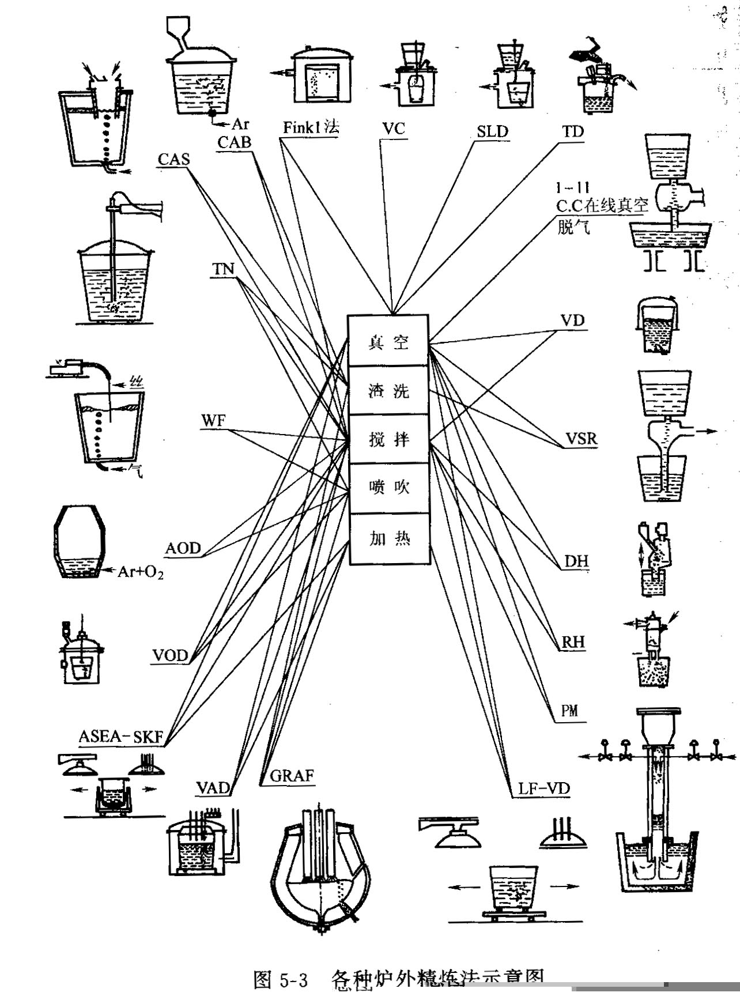 Ar
Finkl法
VC
SLD
TD
CAB
CAS
1-11
C.C在线真空
脱气
TN
VD
真空
渣洗
丝
WF
搅拌
VSR
气
喷吹
加热
AOD
DH
Ar+O₂
RH
VOD
PM
ASEA-SKF
GRAF
VAD
LF-VD
图 5-3 各种炉外精炼法示意图